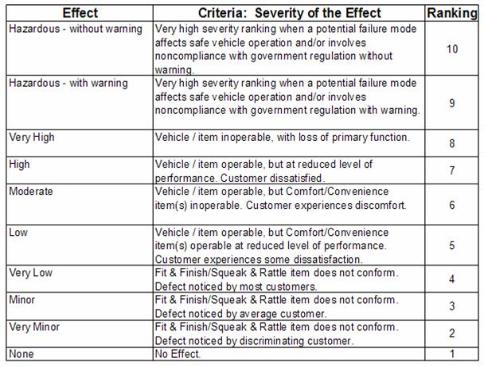 Effect Criteria: Severity of the Effect Ranking
Hazardous - without warning Very high severity ranking when a potential failure mode
affects safe vehicle operation and/or involves
noncompliance with government regulation without
warning.
10
Hazardous - with warning Very high severity ranking when a potential failure mode
affects safe vehicle operation and/or involves
noncompliance with government regulation with warning.
9
Very High Vehicle / item inoperable, with loss of primary function.
8
High Vehicle / item operable, but at reduced level of
performance. Customer dissatisfied.
7
Moderate Vehicle / item operable, but Comfort/Convenience
item(s) inoperable. Customer experiences discomfort.
6
Low Vehicle / item operable, but Comfort/Convenience
item(s) operable at reduced level of performance.
Customer experiences some dissatisfaction.
5
Very Low Fit & Finish/Squeak & Rattle item does not conform.
Defect noticed by most customers.
4
Minor Fit & Finish/Squeak & Rattle item does not conform.
Defect noticed by average customer.
3
Very Minor Fit & Finish/Squeak & Rattle item does not conform.
Defect noticed by discriminating customer.
2
None No Effect. 1